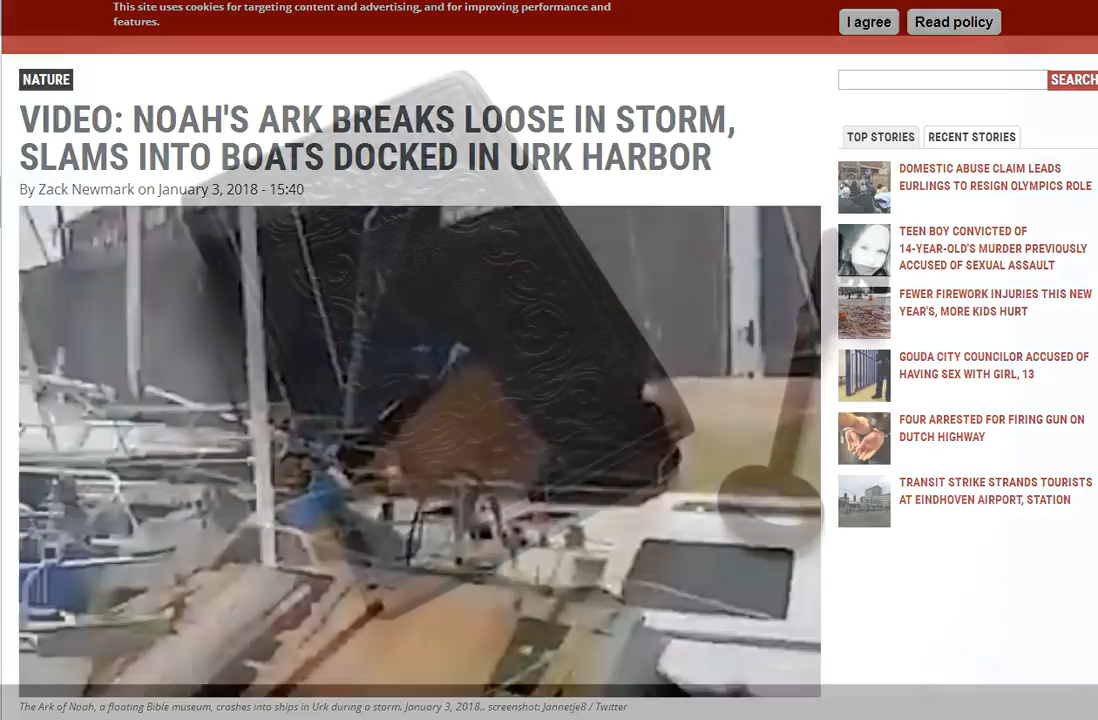 This site uses cookies for targeting content and advertising, and for improving performance and
features.
I agree
Read policy
NATURE
VIDEO: NOAH'S ARK BREAKS LOOSE IN STORM,
SLAMS INTO BOATS DOCKED IN URK HARBOR
By Zack Newmark on January 3, 2018 - 15:40
The Ark of Noah, a floating Bible museum, crashes into ships in Urk during a storm. January 3, 2018.. screenshot: Jannetje8 / Twitter
SEARCH
TOP STORIES
RECENT STORIES
DOMESTIC ABUSE CLAIM LEADS
EURLINGS TO RESIGN OLYMPICS ROLE
TEEN BOY CONVICTED OF
14-YEAR-OLD'S MURDER PREVIOUSLY
ACCUSED OF SEXUAL ASSAULT
FEWER FIREWORK INJURIES THIS NEW
YEAR'S, MORE KIDS HURT
GOUDA CITY COUNCILOR ACCUSED OF
HAVING SEX WITH GIRL, 13
FOUR ARRESTED FOR FIRING GUN ON
DUTCH HIGHWAY
TRANSIT STRIKE STRANDS TOURISTS
AT EINDHOVEN AIRPORT, STATION